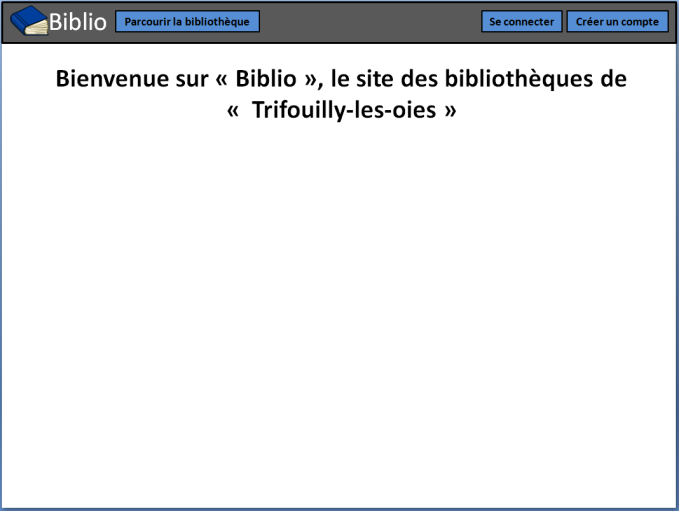 Biblio
Parcourir la bibliothèque
Se connecter
Créer un compte
Bienvenue sur « Biblio », le site des bibliothèques de
«  Trifouilly-les-oies »